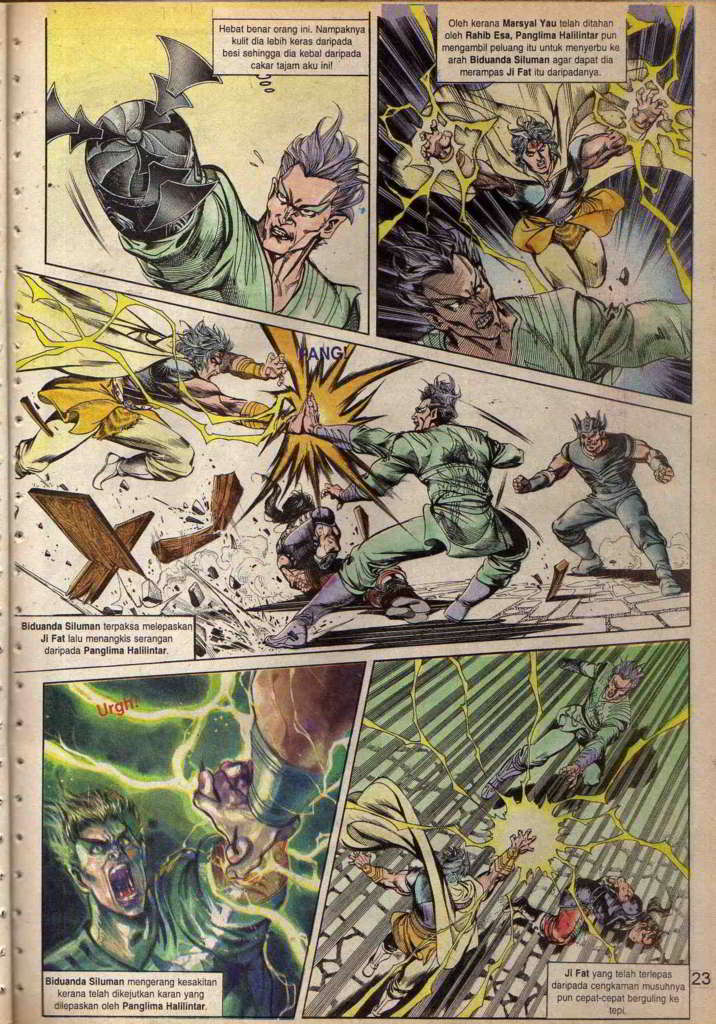 Hebat benar orang ini. Nampaknya
kulit dia lebih keras daripada
besi sehingga dia kebal daripada
cakar tajam aku ini!
Oleh kerana Marsyal Yau telah ditahan
oleh Rahib Esa, Panglima Halilintar pun
mengambil peluang itu untuk menyerbu ke
arah Biduanda Siluman agar dapat dia
merampas Ji Fat itu daripadanya.
PANG!
Biduanda Siluman terpaksa melepaskan
Ji Fat lalu menangkis serangan
daripada Panglima Halilintar.
Urgh!
Biduanda Siluman mengerang kesakitan
kerana telah dikejutkan karan yang
dilepaskan oleh Panglima Halilintar.
Ji Fat yang telah terlepas
daripada cengkaman musuhnya
pun cepat-cepat berguling ke
tepi.
23